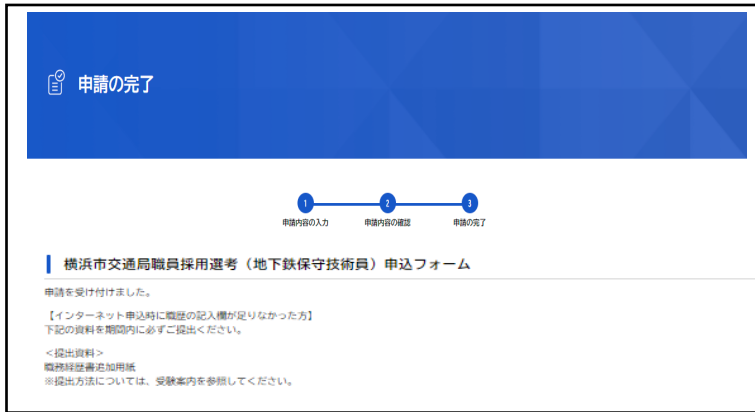 申請の完了
1 2 3
申請内容の入力 申請内容の確認 申請の完了
横浜市交通局職員採用選考（地下鉄保守技術員）申込フォーム
申請を受け付けました。
【インターネット申込時に職歴の記入欄が足りなかった方】
下記の資料を期間内に必ずご提出ください。
＜提出資料＞
職務経歴書追加用紙
※提出方法については、受験案内を参照してください。